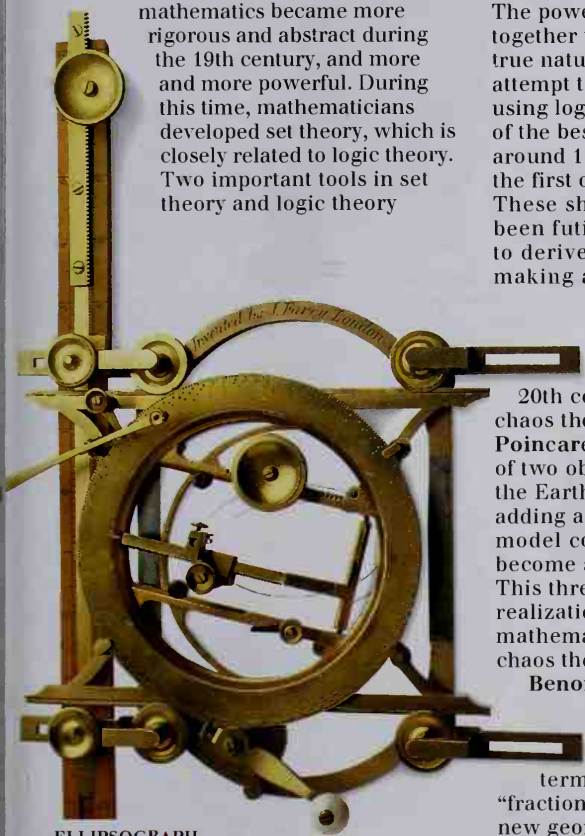 mathematics became more
rigorous and abstract during
the 19th century, and more
and more powerful. During
this time, mathematicians
developed set theory, which is
closely related to logic theory.
Two important tools in set
theory and logic theory
Invented by J. Farey London
ELLIPSOGRAPH
The powe
together
true natu
attempt t
using log
of the bes
around 1
the first o
These sh
been futi
to derive
making a
20th ce
chaos the
Poincaré
of two ob
the Earth
adding a
model co
become a
This thre
realizatio
mathema
chaos the
Benoi
term
“fraction
new geo